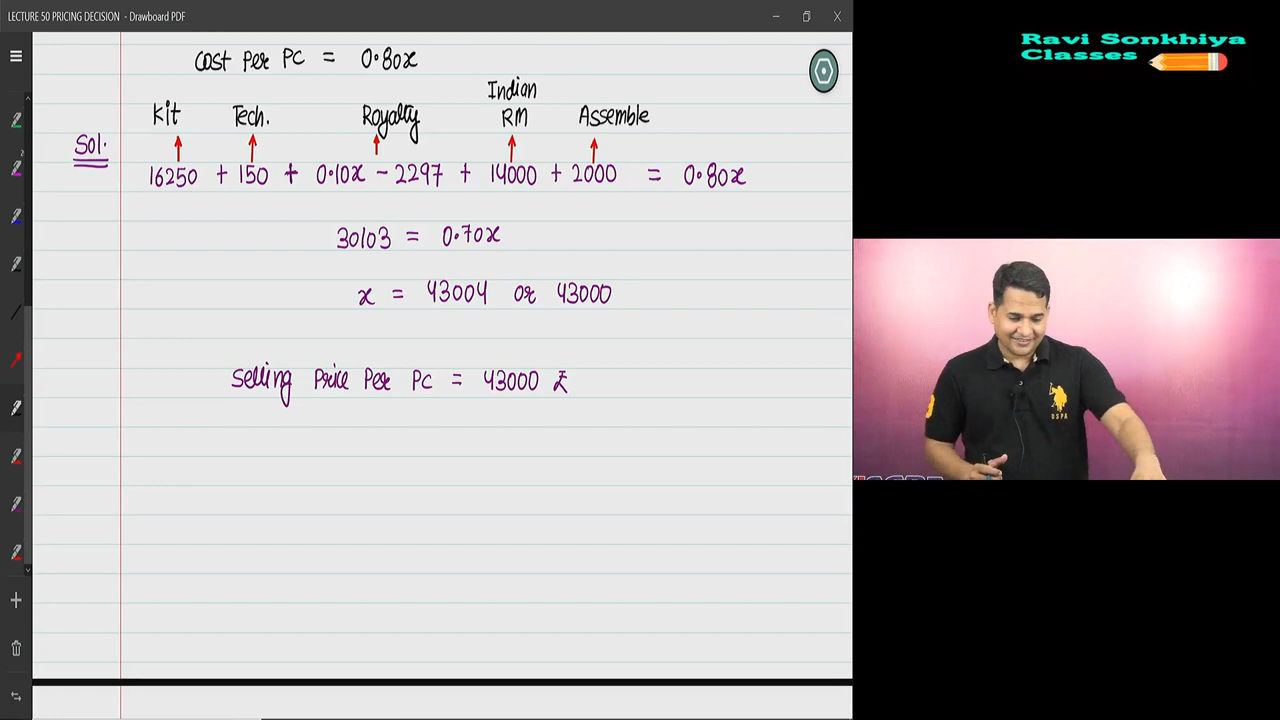 LECTURE 50 PRICING DECISION - Drawboard PDF
Ravi Sonkhiya
Classes
Cost Per PC = 0.80x
Kit Tech. Royalty Indian RM Assemble
Sol.
16250 + 150 + 0.10x - 2297 + 14000 + 2000 = 0.80x
30103 = 0.70x
x = 43004 or 43000
Selling Price Per PC = 43000 ₹
USPA